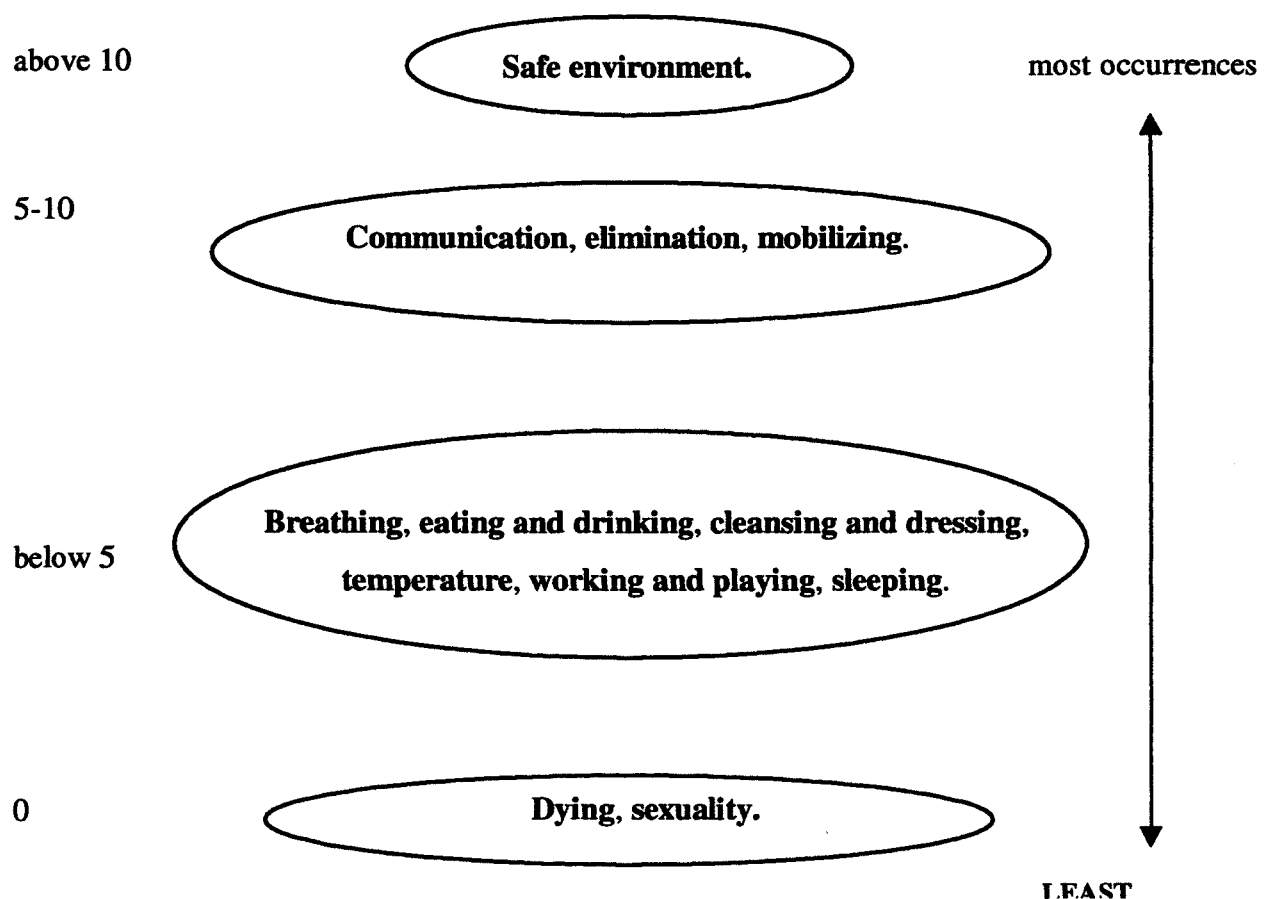 above 10
Safe environment.
most occurrences
5-10
Communication, elimination, mobilizing.
Breathing, eating and drinking, cleansing and dressing,
below 5
temperature, working and playing, sleeping.
0
Dying, sexuality.
LEAST